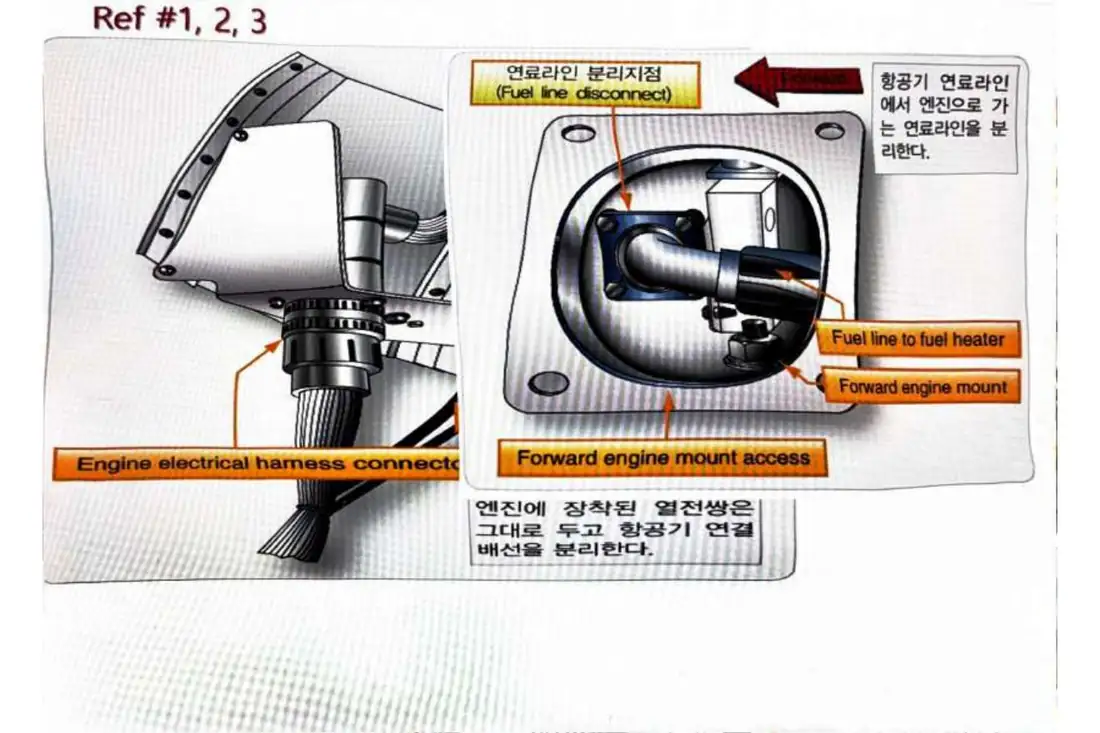 Ref #1, 2, 3
연료라인 분리지점
(Fuel line disconnect)
Forward
항공기 연료라인
에서 엔진으로 가
는 연료라인을 분
리한다.
Fuel line to fuel heater
Forward engine mount
Forward engine mount access
Engine electrical harness connecto
엔진에 장착된 열전쌍은
그대로 두고 항공기 연결
배선을 분리한다.